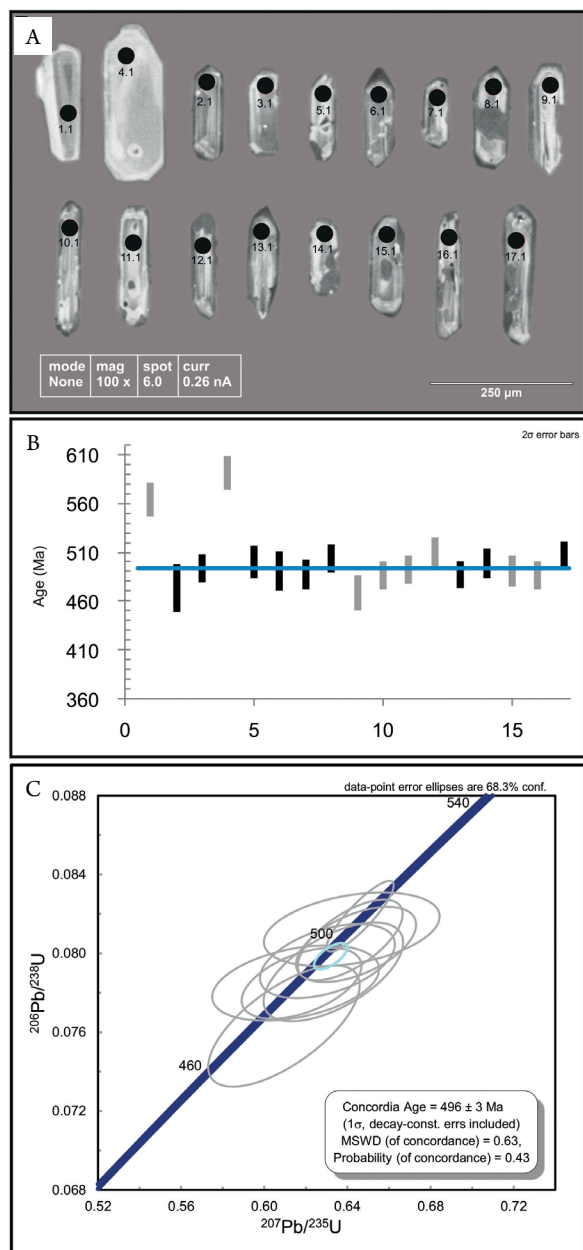 A
4.1
1.1
2.1
3.1
5.1
6.1
7.1
8.1
9.1
10.1
11.1
12.1
13.1
14.1
15.1
16.1
17.1
mode mag spot curr
None 100 x 6.0 0.26 nA
250 µm
B
2σ error bars
610
560
510
460
410
360
Age (Ma)
0 5 10 15
C
data-point error ellipses are 68.3% conf.
0.088
540
0.084
500
0.080
0.076
460
0.072
0.068
206Pb/238U
Concordia Age = 496 ± 3 Ma
(1σ, decay-const. errs included)
MSWD (of concordance) = 0.63,
Probability (of concordance) = 0.43
0.52 0.56 0.60 0.64 0.68 0.72
207Pb/235U